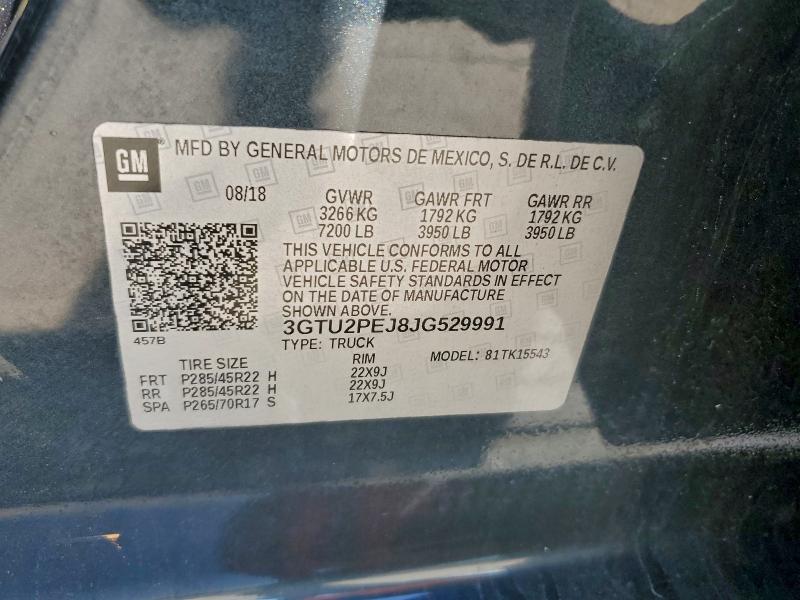 GM MFD BY GENERAL MOTORS DE MEXICO, S. DE R.L. DE C.V.
08/18 GVWR GAWR FRT GAWR RR
3266 KG 1792 KG 1792 KG
7200 LB 3950 LB 3950 LB
THIS VEHICLE CONFORMS TO ALL
APPLICABLE U.S. FEDERAL MOTOR
VEHICLE SAFETY STANDARDS IN EFFECT
ON THE DATE OF MANUFACTURE
SHOWN ABOVE.
3GTU2PEJ8JG529991
457B
TYPE: TRUCK MODEL: 81TK15543
TIRE SIZE RIM
FRT P285/45R22 H 22X9J
RR P285/45R22 H 22X9J
SPA P265/70R17 S 17X7.5J